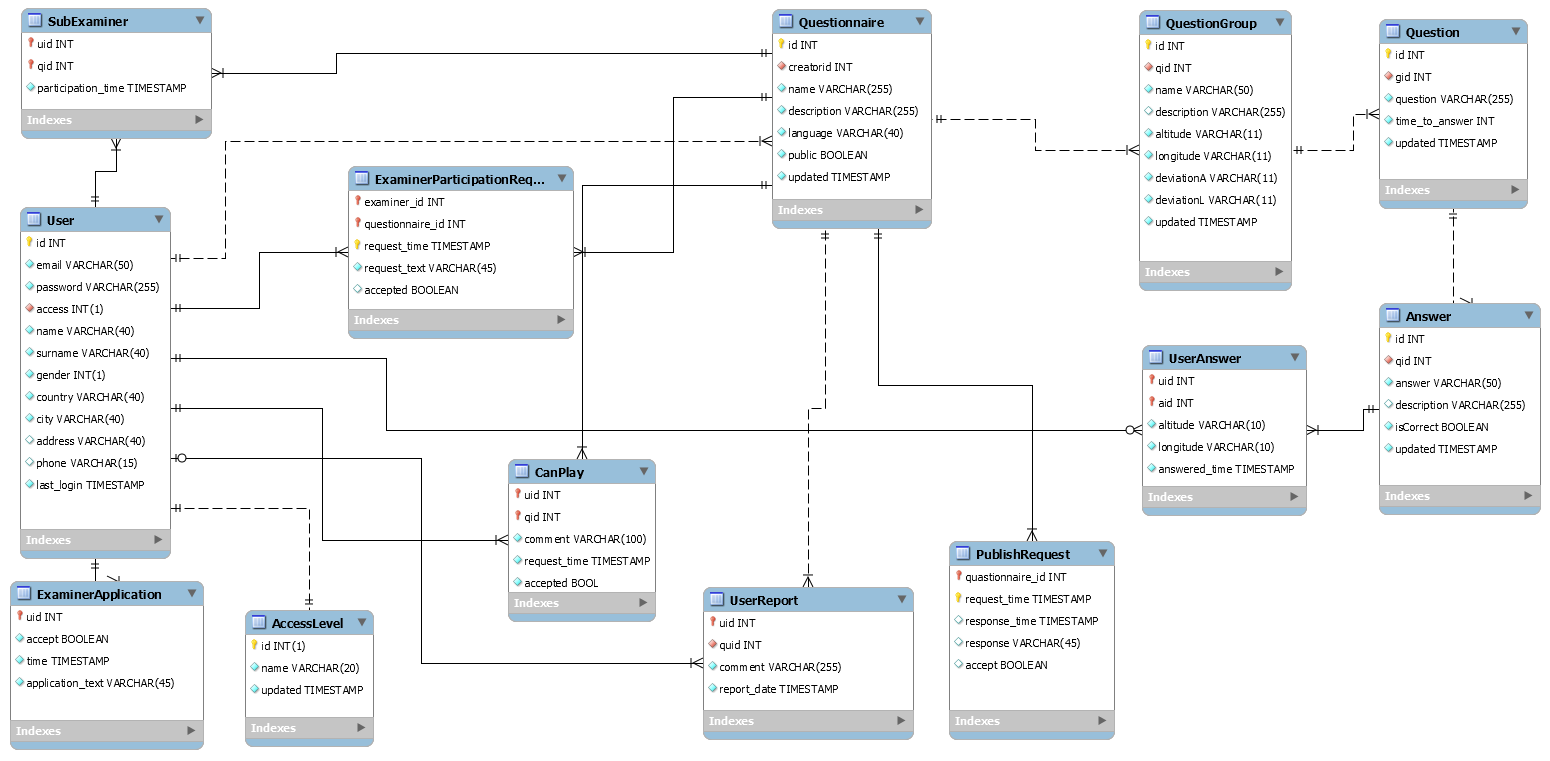 SubExaminer
uid INT
qid INT
participation_time TIMESTAMP
Indexes
Questionnaire
id INT
creatorid INT
name VARCHAR(255)
description VARCHAR(255)
language VARCHAR(40)
public BOOLEAN
updated TIMESTAMP
Indexes
QuestionGroup
id INT
qid INT
name VARCHAR(50)
description VARCHAR(255)
altitude VARCHAR(11)
longitude VARCHAR(11)
deviationA VARCHAR(11)
deviationL VARCHAR(11)
updated TIMESTAMP
Indexes
Question
id INT
gid INT
question VARCHAR(255)
time_to_answer INT
updated TIMESTAMP
Indexes
ExaminerParticipationReq...
examiner_id INT
questionnaire_id INT
request_time TIMESTAMP
request_text VARCHAR(45)
accepted BOOLEAN
Indexes
User
id INT
email VARCHAR(50)
password VARCHAR(255)
access INT(1)
name VARCHAR(40)
surname VARCHAR(40)
gender INT(1)
country VARCHAR(40)
city VARCHAR(40)
address VARCHAR(40)
phone VARCHAR(15)
last_login TIMESTAMP
Indexes
Answer
id INT
qid INT
answer VARCHAR(50)
description VARCHAR(255)
isCorrect BOOLEAN
updated TIMESTAMP
Indexes
UserAnswer
uid INT
aid INT
altitude VARCHAR(10)
longitude VARCHAR(10)
answered_time TIMESTAMP
Indexes
CanPlay
uid INT
qid INT
comment VARCHAR(100)
request_time TIMESTAMP
accepted BOOL
Indexes
PublishRequest
quastionnaire_id INT
request_time TIMESTAMP
response_time TIMESTAMP
response VARCHAR(45)
accept BOOLEAN
Indexes
ExaminerApplication
uid INT
accept BOOLEAN
time TIMESTAMP
application_text VARCHAR(45)
Indexes
AccessLevel
id INT(1)
name VARCHAR(20)
updated TIMESTAMP
Indexes
UserReport
uid INT
quid INT
comment VARCHAR(255)
report_date TIMESTAMP
Indexes